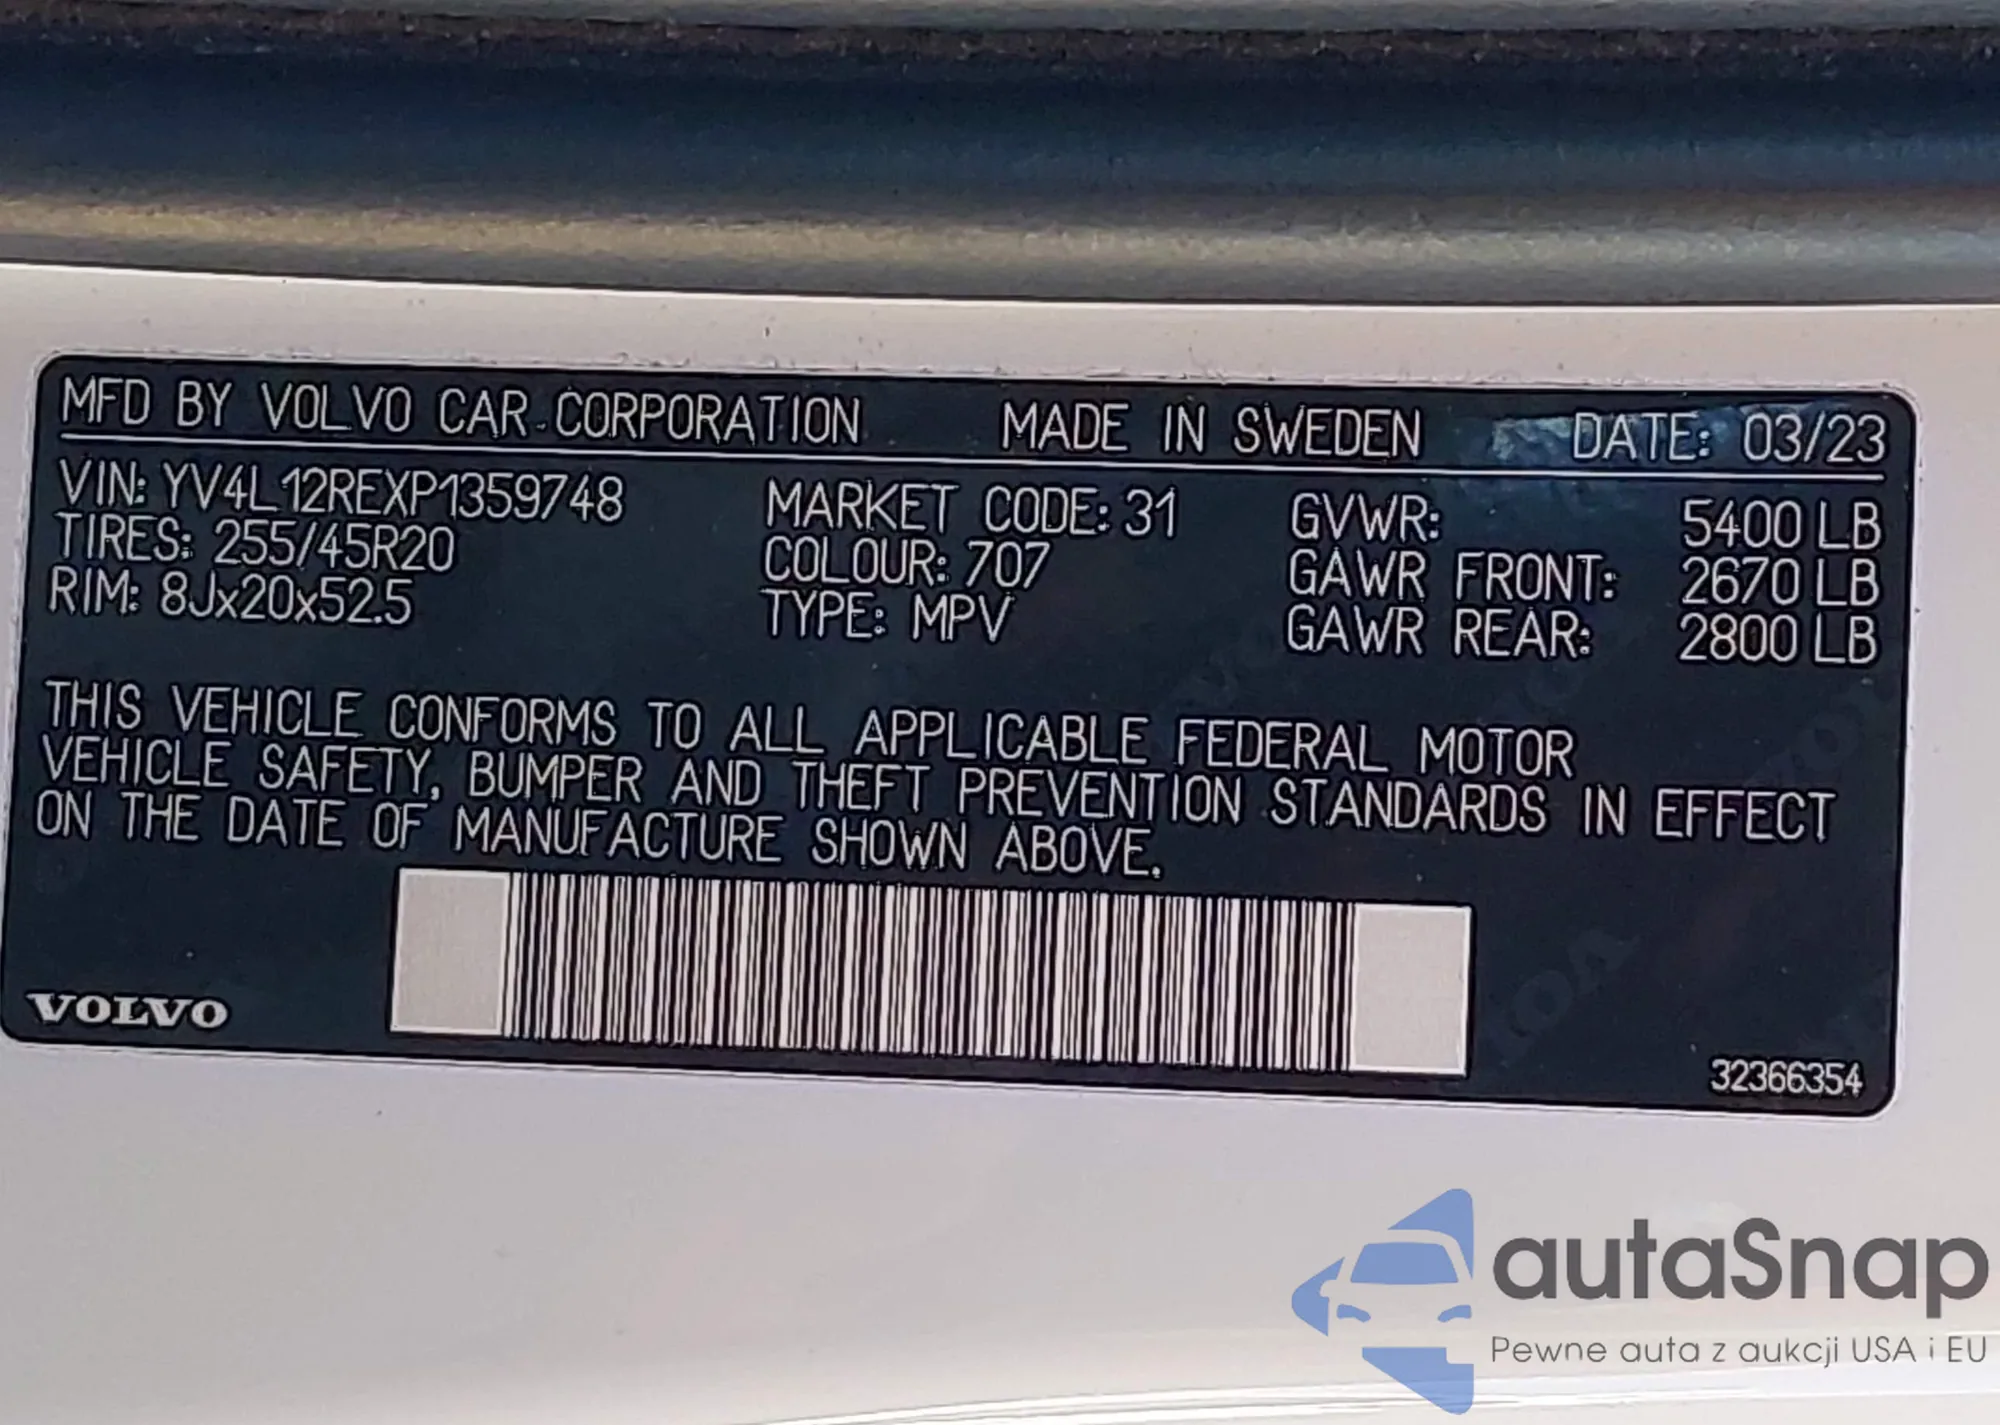 MFD BY VOLVO CAR CORPORATION MADE IN SWEDEN DATE: 03/23
VIN: YV4L12REXP1359748 MARKET CODE: 31 GVWR: 5400 LB
TIRES: 255/45R20 COLOUR: 707 GAWR FRONT: 2670 LB
RIM: 8Jx20x52.5 TYPE: MPV GAWR REAR: 2800 LB
THIS VEHICLE CONFORMS TO ALL APPLICABLE FEDERAL MOTOR
VEHICLE SAFETY, BUMPER AND THEFT PREVENTION STANDARDS IN EFFECT
ON THE DATE OF MANUFACTURE SHOWN ABOVE.
VOLVO
32366354
autaSnap
Pewne auta z aukcji USA i EU